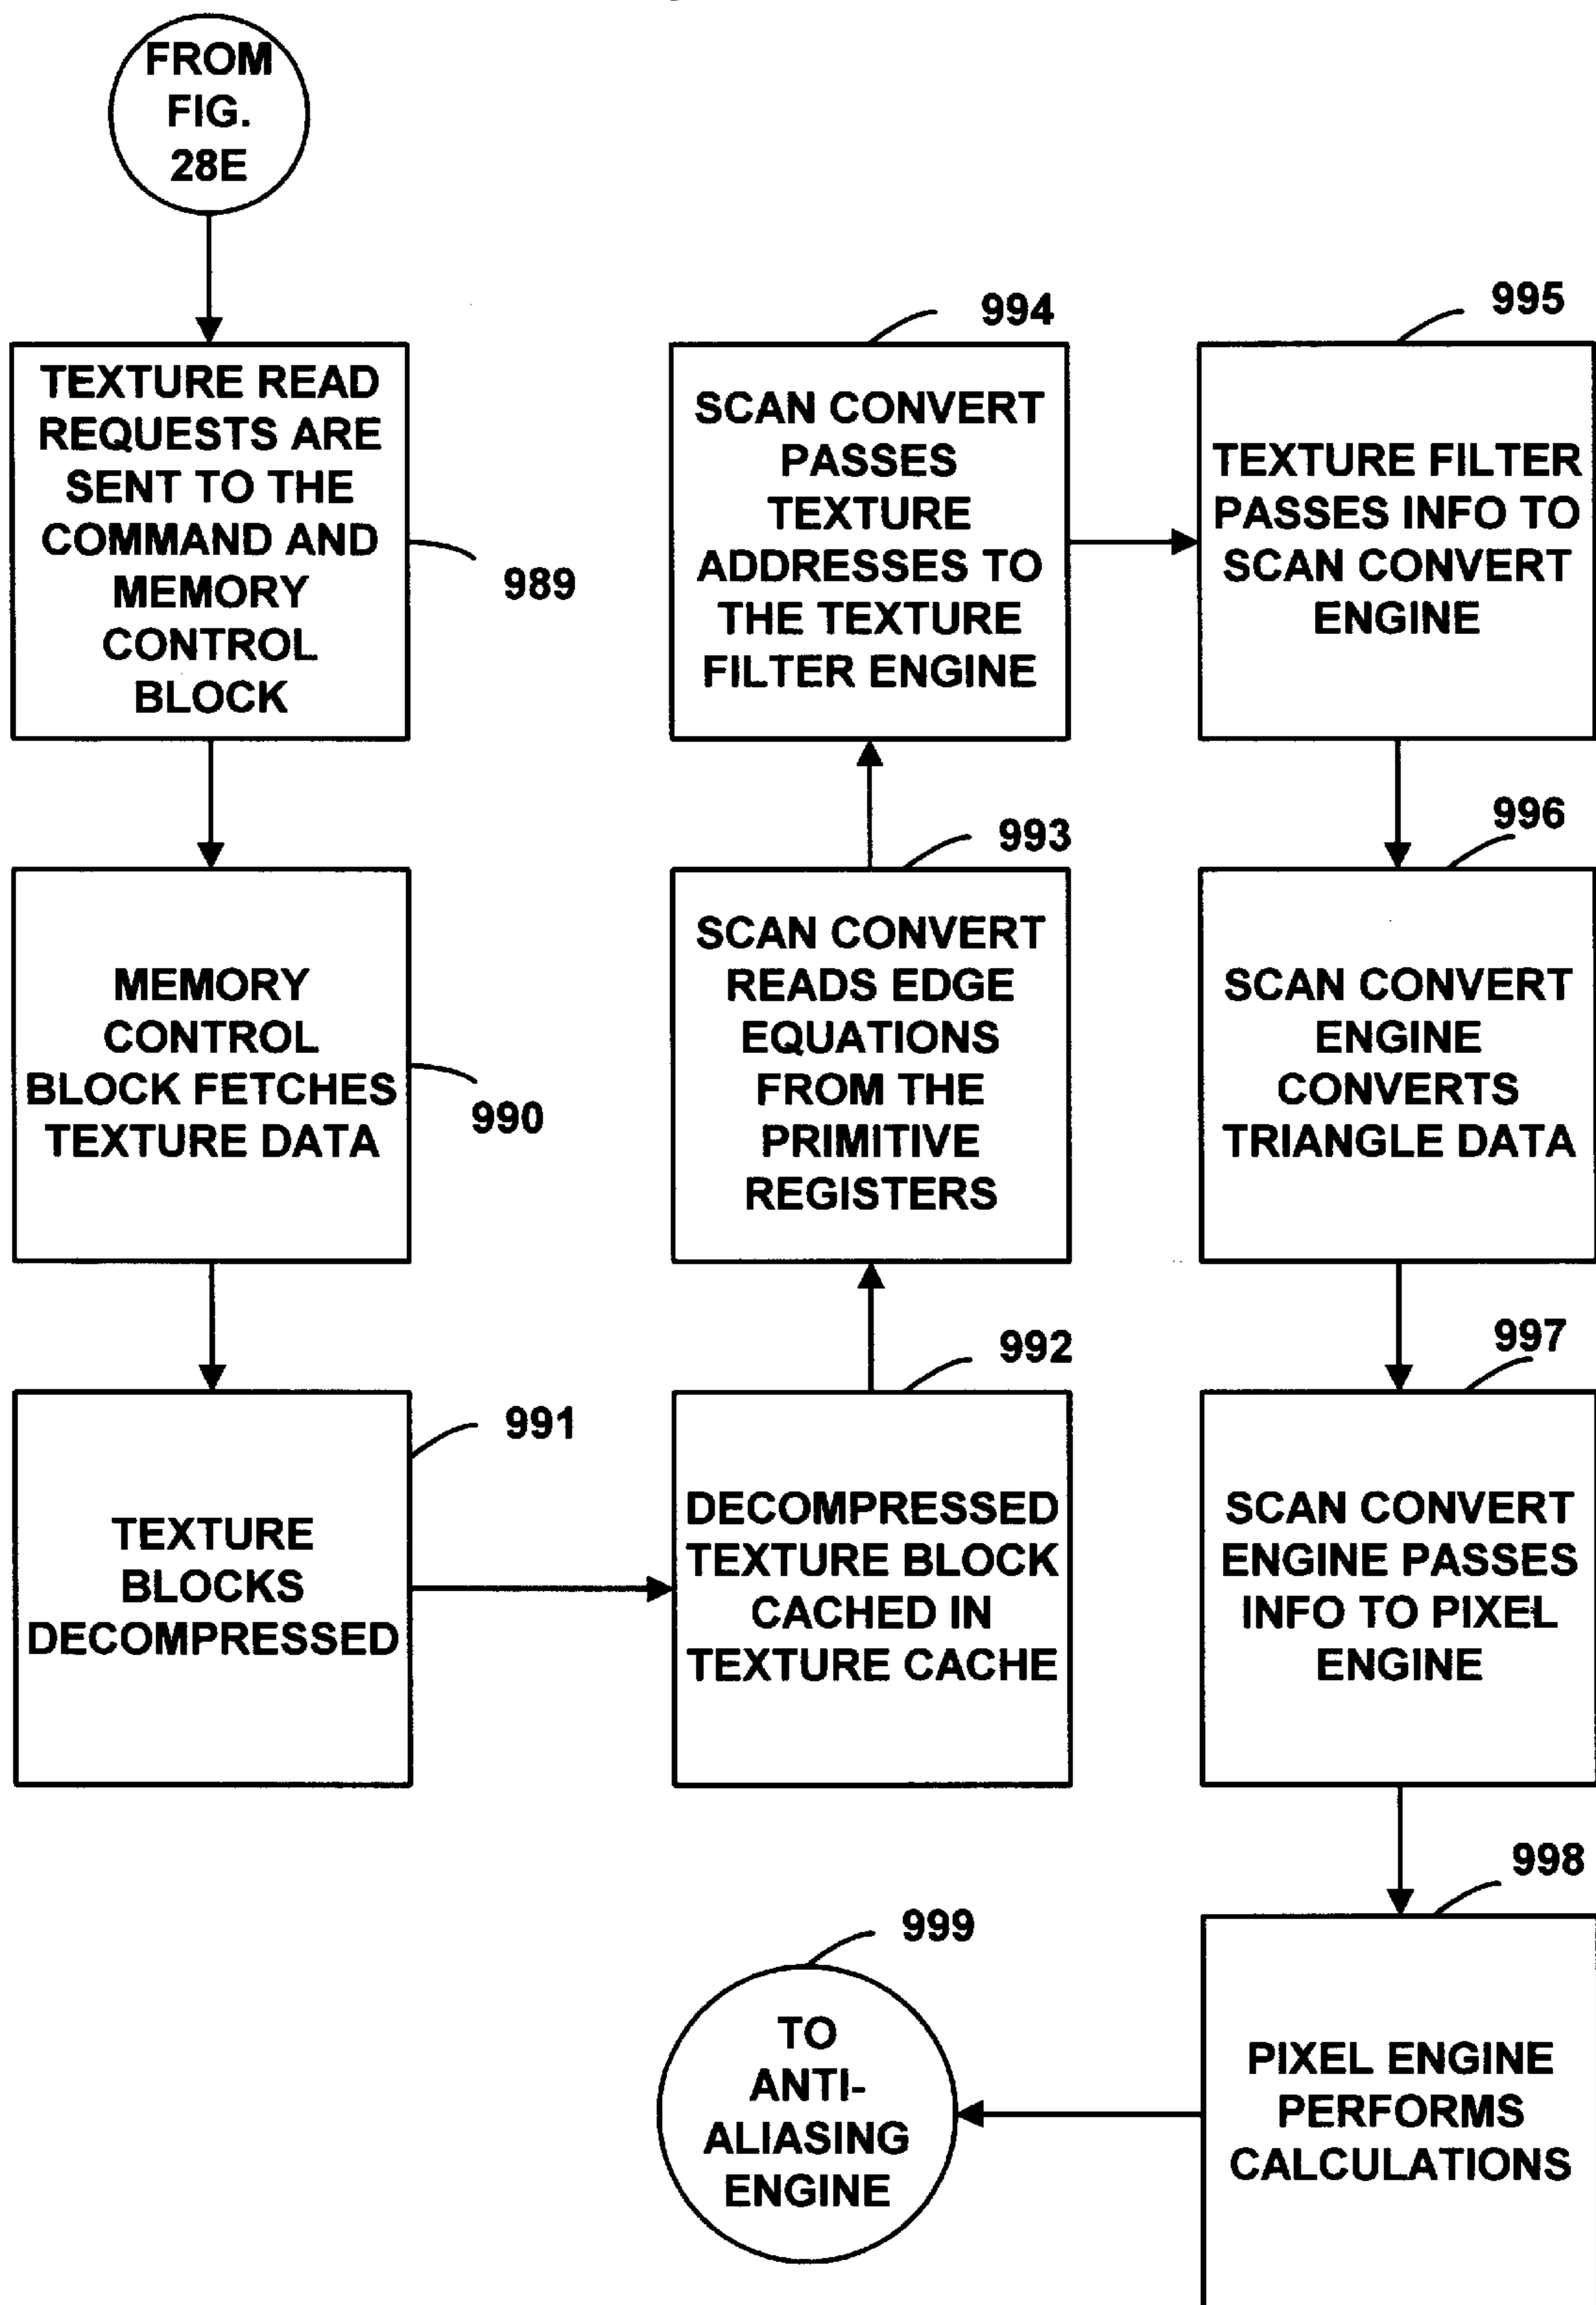 FROM
FIG.
28E
TEXTURE READ
REQUESTS ARE
SENT TO THE
COMMAND AND
MEMORY
CONTROL
BLOCK
989
MEMORY
CONTROL
BLOCK FETCHES
TEXTURE DATA
990
TEXTURE
BLOCKS
DECOMPRESSED
991
DECOMPRESSED
TEXTURE BLOCK
CACHED IN
TEXTURE CACHE
992
SCAN CONVERT
READS EDGE
EQUATIONS
FROM THE
PRIMITIVE
REGISTERS
993
SCAN CONVERT
PASSES
TEXTURE
ADDRESSES TO
THE TEXTURE
FILTER ENGINE
994
TEXTURE FILTER
PASSES INFO TO
SCAN CONVERT
ENGINE
995
SCAN CONVERT
ENGINE
CONVERTS
TRIANGLE DATA
996
SCAN CONVERT
ENGINE PASSES
INFO TO PIXEL
ENGINE
997
PIXEL ENGINE
PERFORMS
CALCULATIONS
998
TO
ANTI-
ALIASING
ENGINE
999